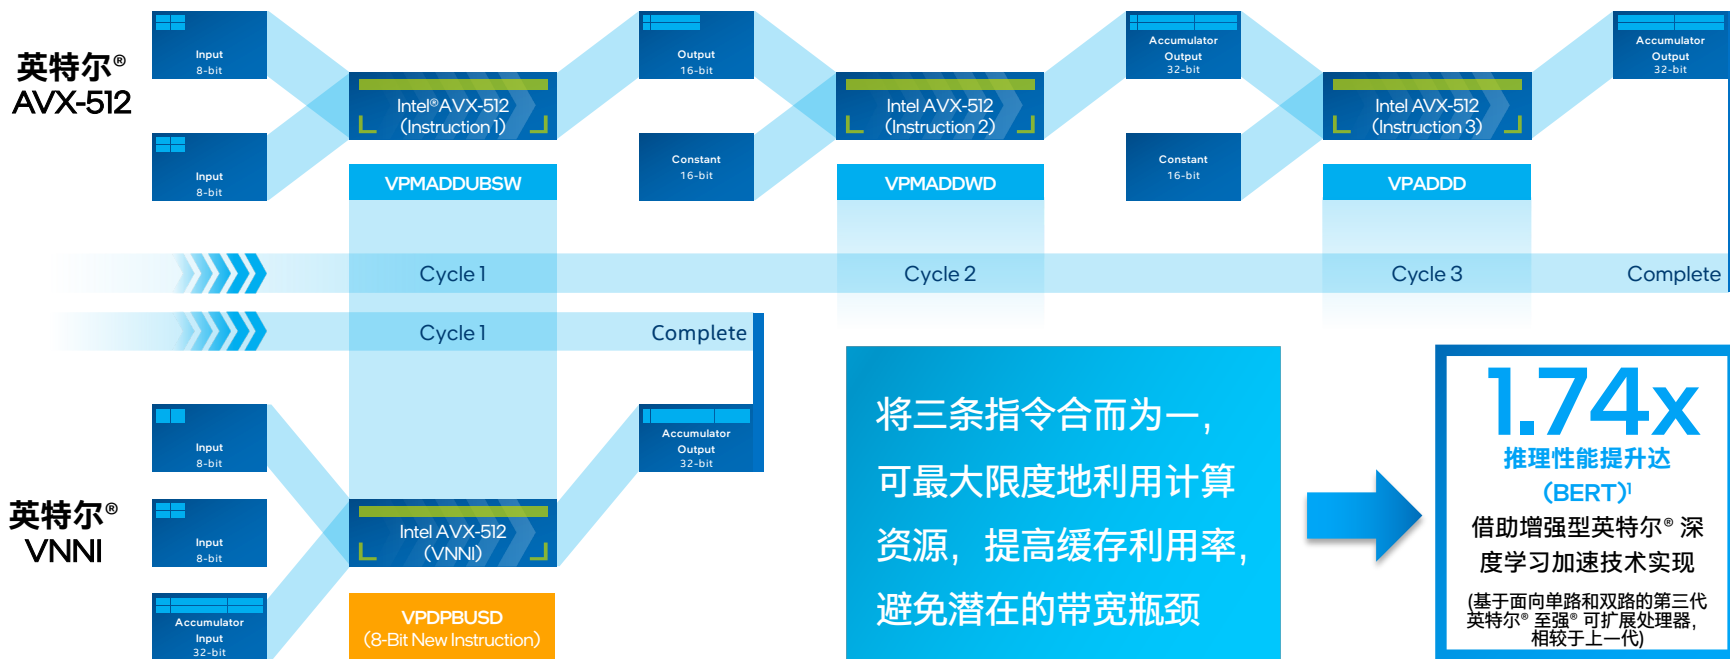 英特尔®
AVX-512
Input
8-bit
Input
8-bit
Intel®AVX-512
(Instruction 1)
VPMADDUBSW
Output
16-bit
Constant
16-bit
Intel AVX-512
(Instruction 2)
VPMADDWD
Accumulator
Output
32-bit
Constant
16-bit
Intel AVX-512
(Instruction 3)
VPADDD
Accumulator
Output
32-bit
Cycle 1
Cycle 2
Cycle 3
Complete
Cycle 1
Complete
英特尔®
VNNI
Input
8-bit
Input
8-bit
Accumulator
Input
32-bit
Intel AVX-512
(VNNI)
VPDPBUSD
(8-Bit New Instruction)
Accumulator
Output
32-bit
将三条指令合而为一，
可最大限度地利用计算
资源，提高缓存利用率，
避免潜在的带宽瓶颈
1.74x
推理性能提升达
(BERT)¹
借助增强型英特尔® 深
度学习加速技术实现
(基于面向单路和双路的第三代
英特尔® 至强® 可扩展处理器，
相较于上一代)